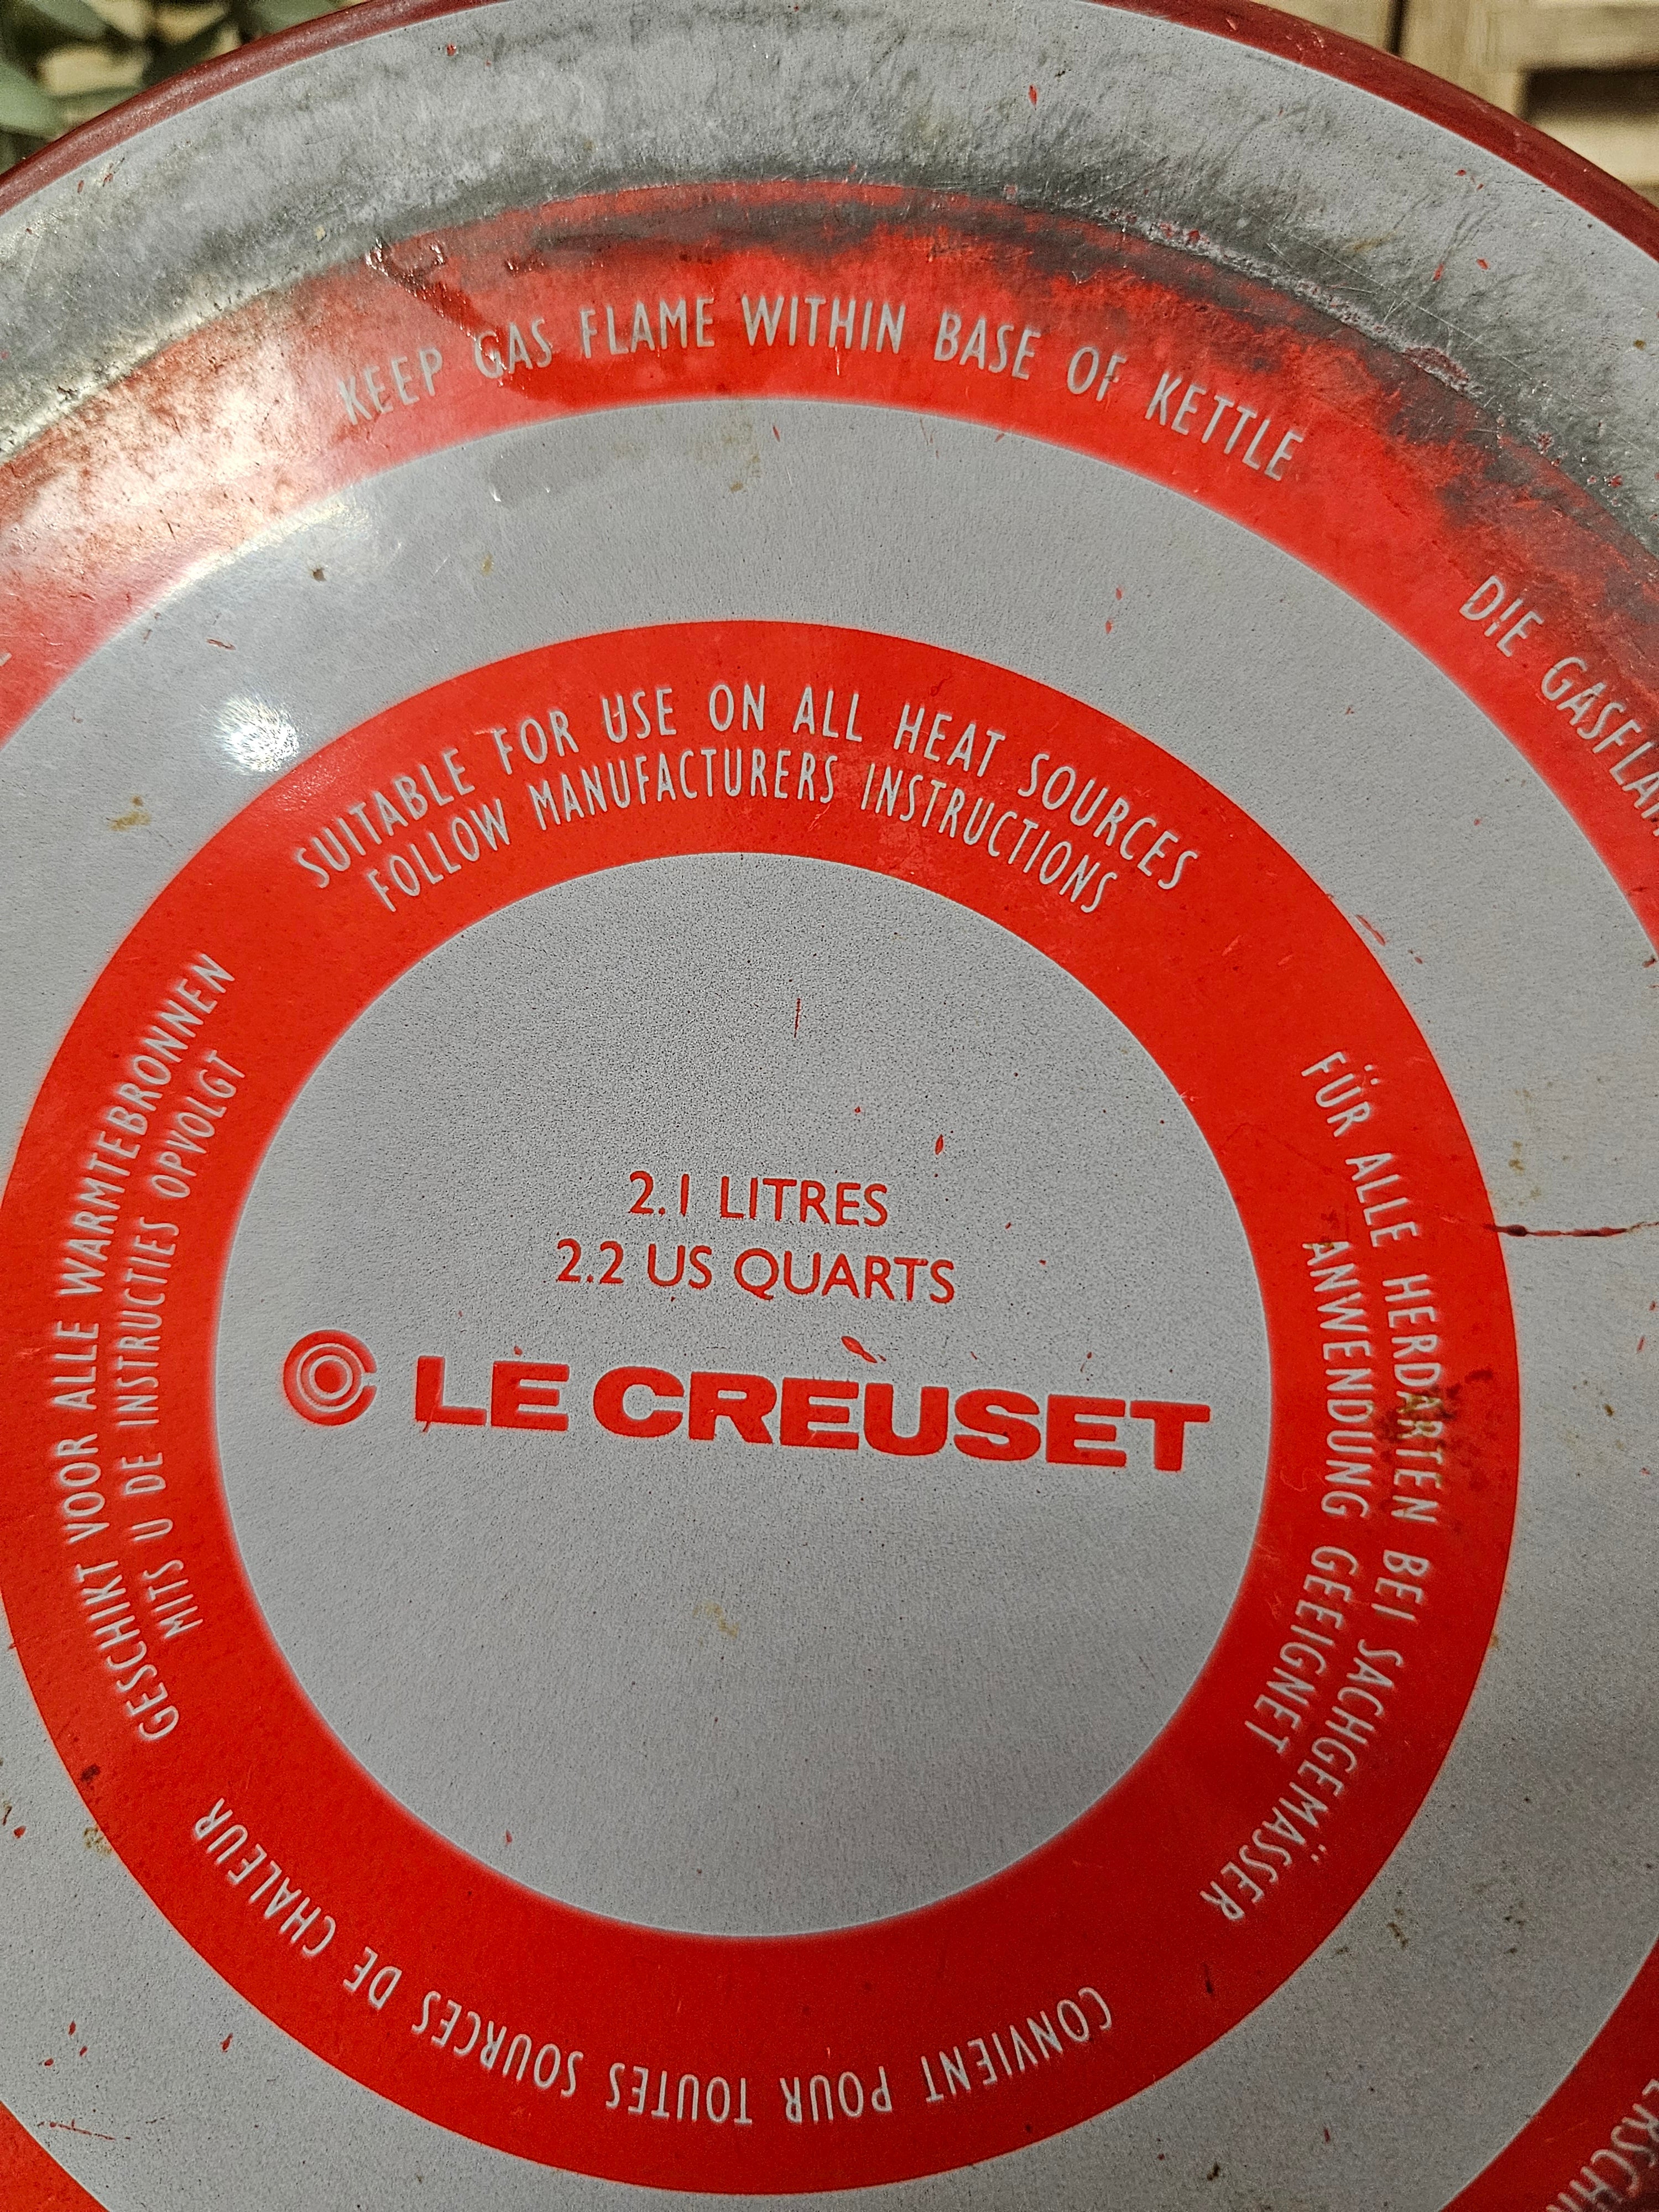 KEEP GAS FLAME WITHIN BASE OF KETTLE
DIE
SUITABLE FOR USE ON ALL HEAT SOURCES
FOLLOW MANUFACTURERS INSTRUCTIONS
FÜR ALLE HERDARTEN BEI SACHGEMÄSSER
ANWENDUNG GEEIGNET
CONVIENT POUR TOUTES SOURCES DE CHALEUR
GESCHIKT VOOR ALLE WARMTEBRONNEN
MITS U DE INSTRUCTIES OPVOLGT
2.1 LITRES
2.2 US QUARTS
LE CREUSET